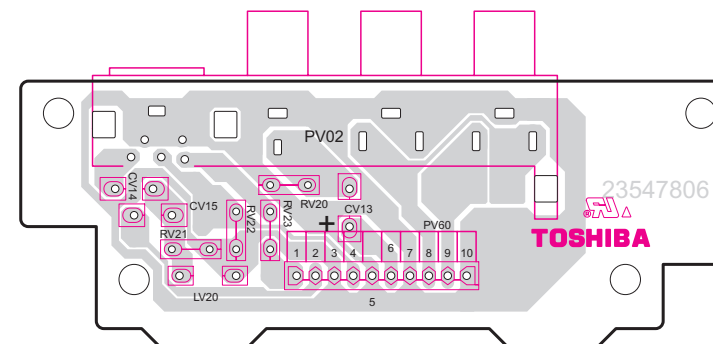 PV02
CV14
RV20
23547806
CV15
RV22
RV23
CV13
RV21
+
PV60
TOSHIBA
1 2 3 4 6 7 8 9 10
LV20
5